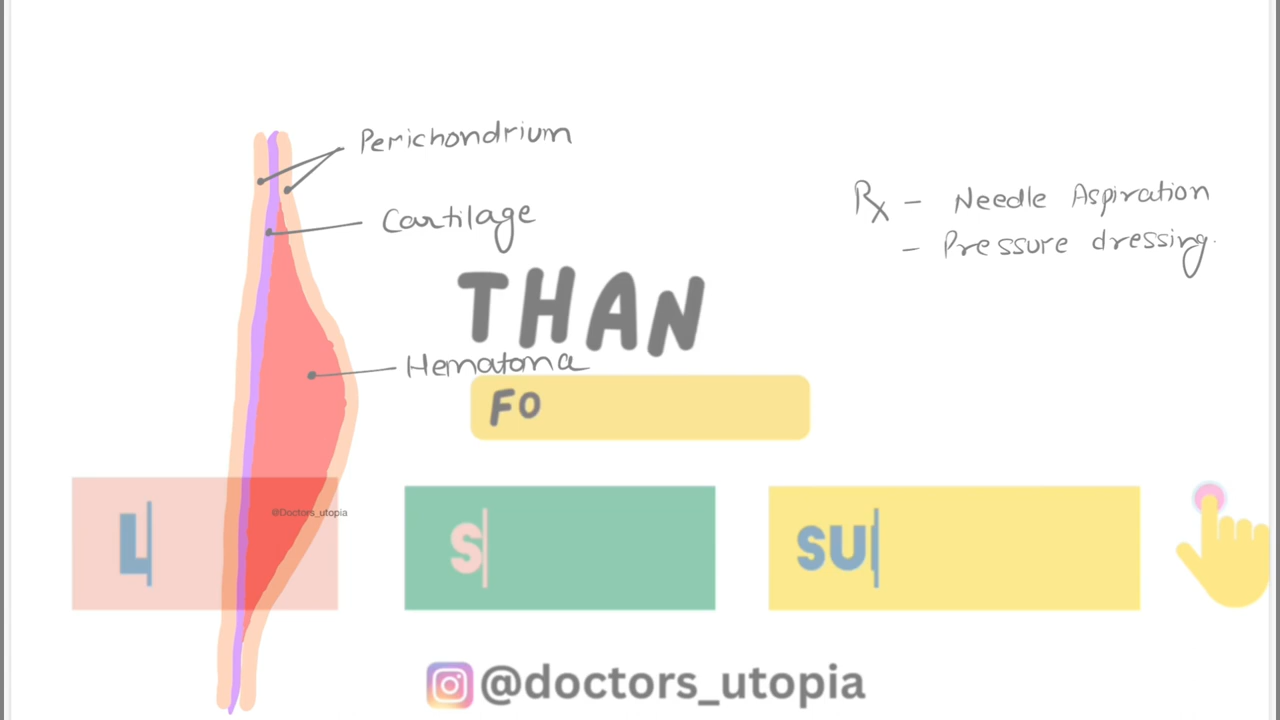 Perichondrium
Cartilage
Rx - Needle Aspiration
- Pressure dressing.
THAN
Hematoma
FO
@Doctors_utopia
L
S
SU
@doctors_utopia